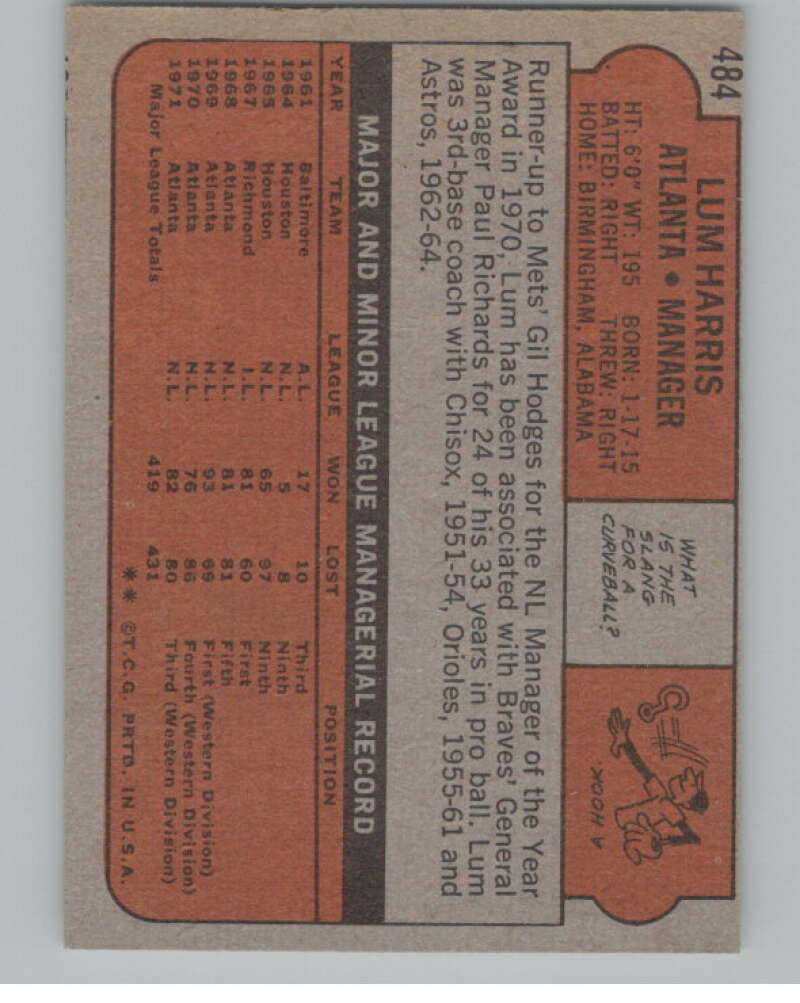 484
LUM HARRIS
ATLANTA • MANAGER
HT: 6'0" WT: 195 BORN: 1-17-15
BATTED: RIGHT THREW: RIGHT
HOME: BIRMINGHAM, ALABAMA
WHAT
IS THE
SLANG
FOR A
CURVEBALL?
A HOOK.
Runner-up to Mets' Gil Hodges for the NL Manager of the Year
Award in 1970, Lum has been associated with Braves' General
Manager Paul Richards for 24 of his 33 years in pro ball. Lum
was 3rd-base coach with Chisox, 1951-54, Orioles, 1955-61 and
Astros, 1962-64.
MAJOR AND MINOR LEAGUE MANAGERIAL RECORD
YEAR TEAM LEAGUE WON LOST POSITION
1961 Baltimore A.L. 17 10 Third
1964 Houston N.L. 5 8 Ninth
1965 Houston N.L. 65 97 Ninth
1967 Richmond I.L. 81 60 First
1968 Atlanta N.L. 81 81 Fifth
1969 Atlanta N.L. 93 69 First (Western Division)
1970 Atlanta N.L. 76 86 Fourth (Western Division)
1971 Atlanta N.L. 82 80 Third (Western Division)
Major League Totals 419 431
** ©T.C.G. PRTD. IN U.S.A.